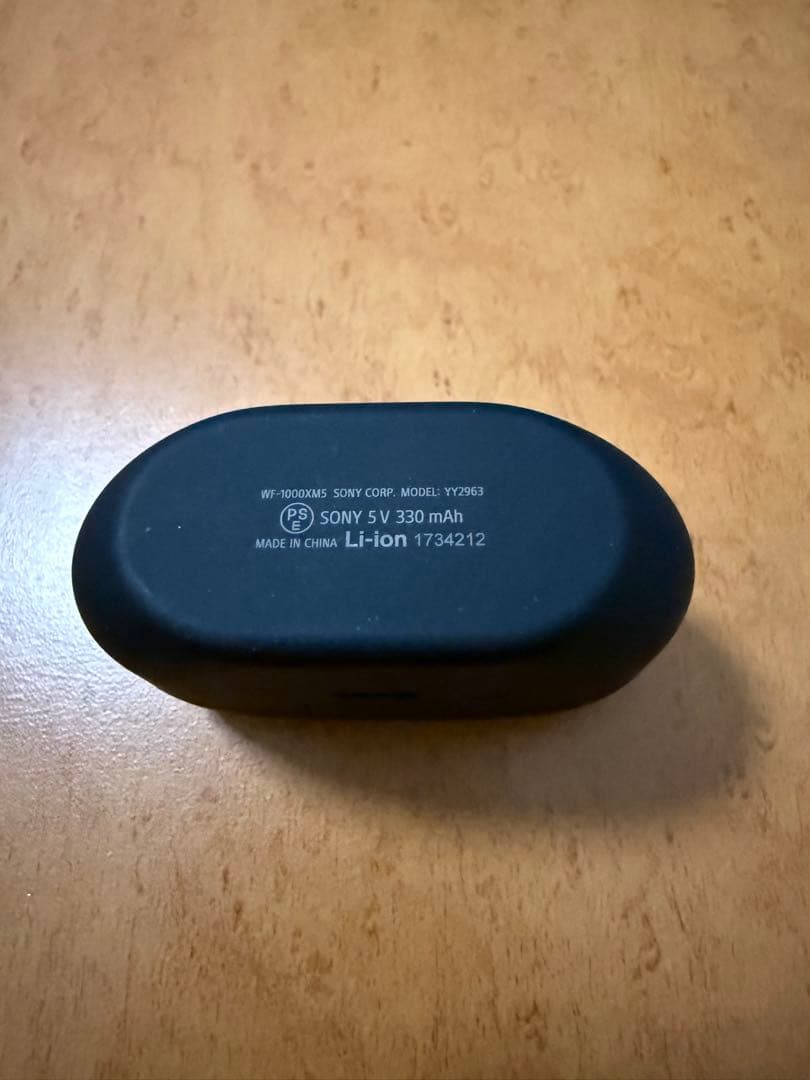 WF-1000XM5 SONY CORP. MODEL: YY2963
PSE SONY 5 V 330 mAh
MADE IN CHINA Li-ion 1734212